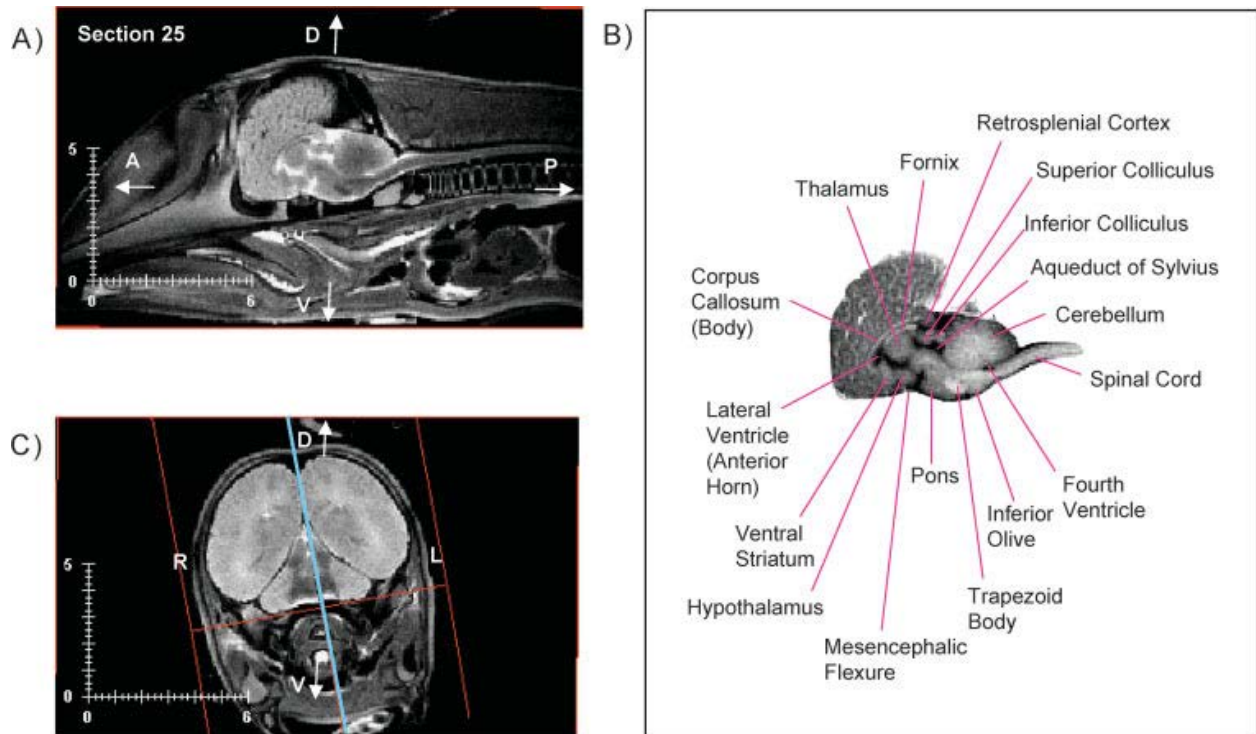 A)
Section 25
D
A
P
V
5
0
0
6
B)
Retrosplenial Cortex
Fornix
Superior Colliculus
Thalamus
Inferior Colliculus
Aqueduct of Sylvius
Corpus
Callosum
(Body)
Cerebellum
Spinal Cord
Lateral
Ventricle
(Anterior
Horn)
Pons
Fourth
Ventricle
Inferior
Olive
Ventral
Striatum
Trapezoid
Body
Hypothalamus
Mesencephalic
Flexure
C)
D
R
L
V
5
0
0
6